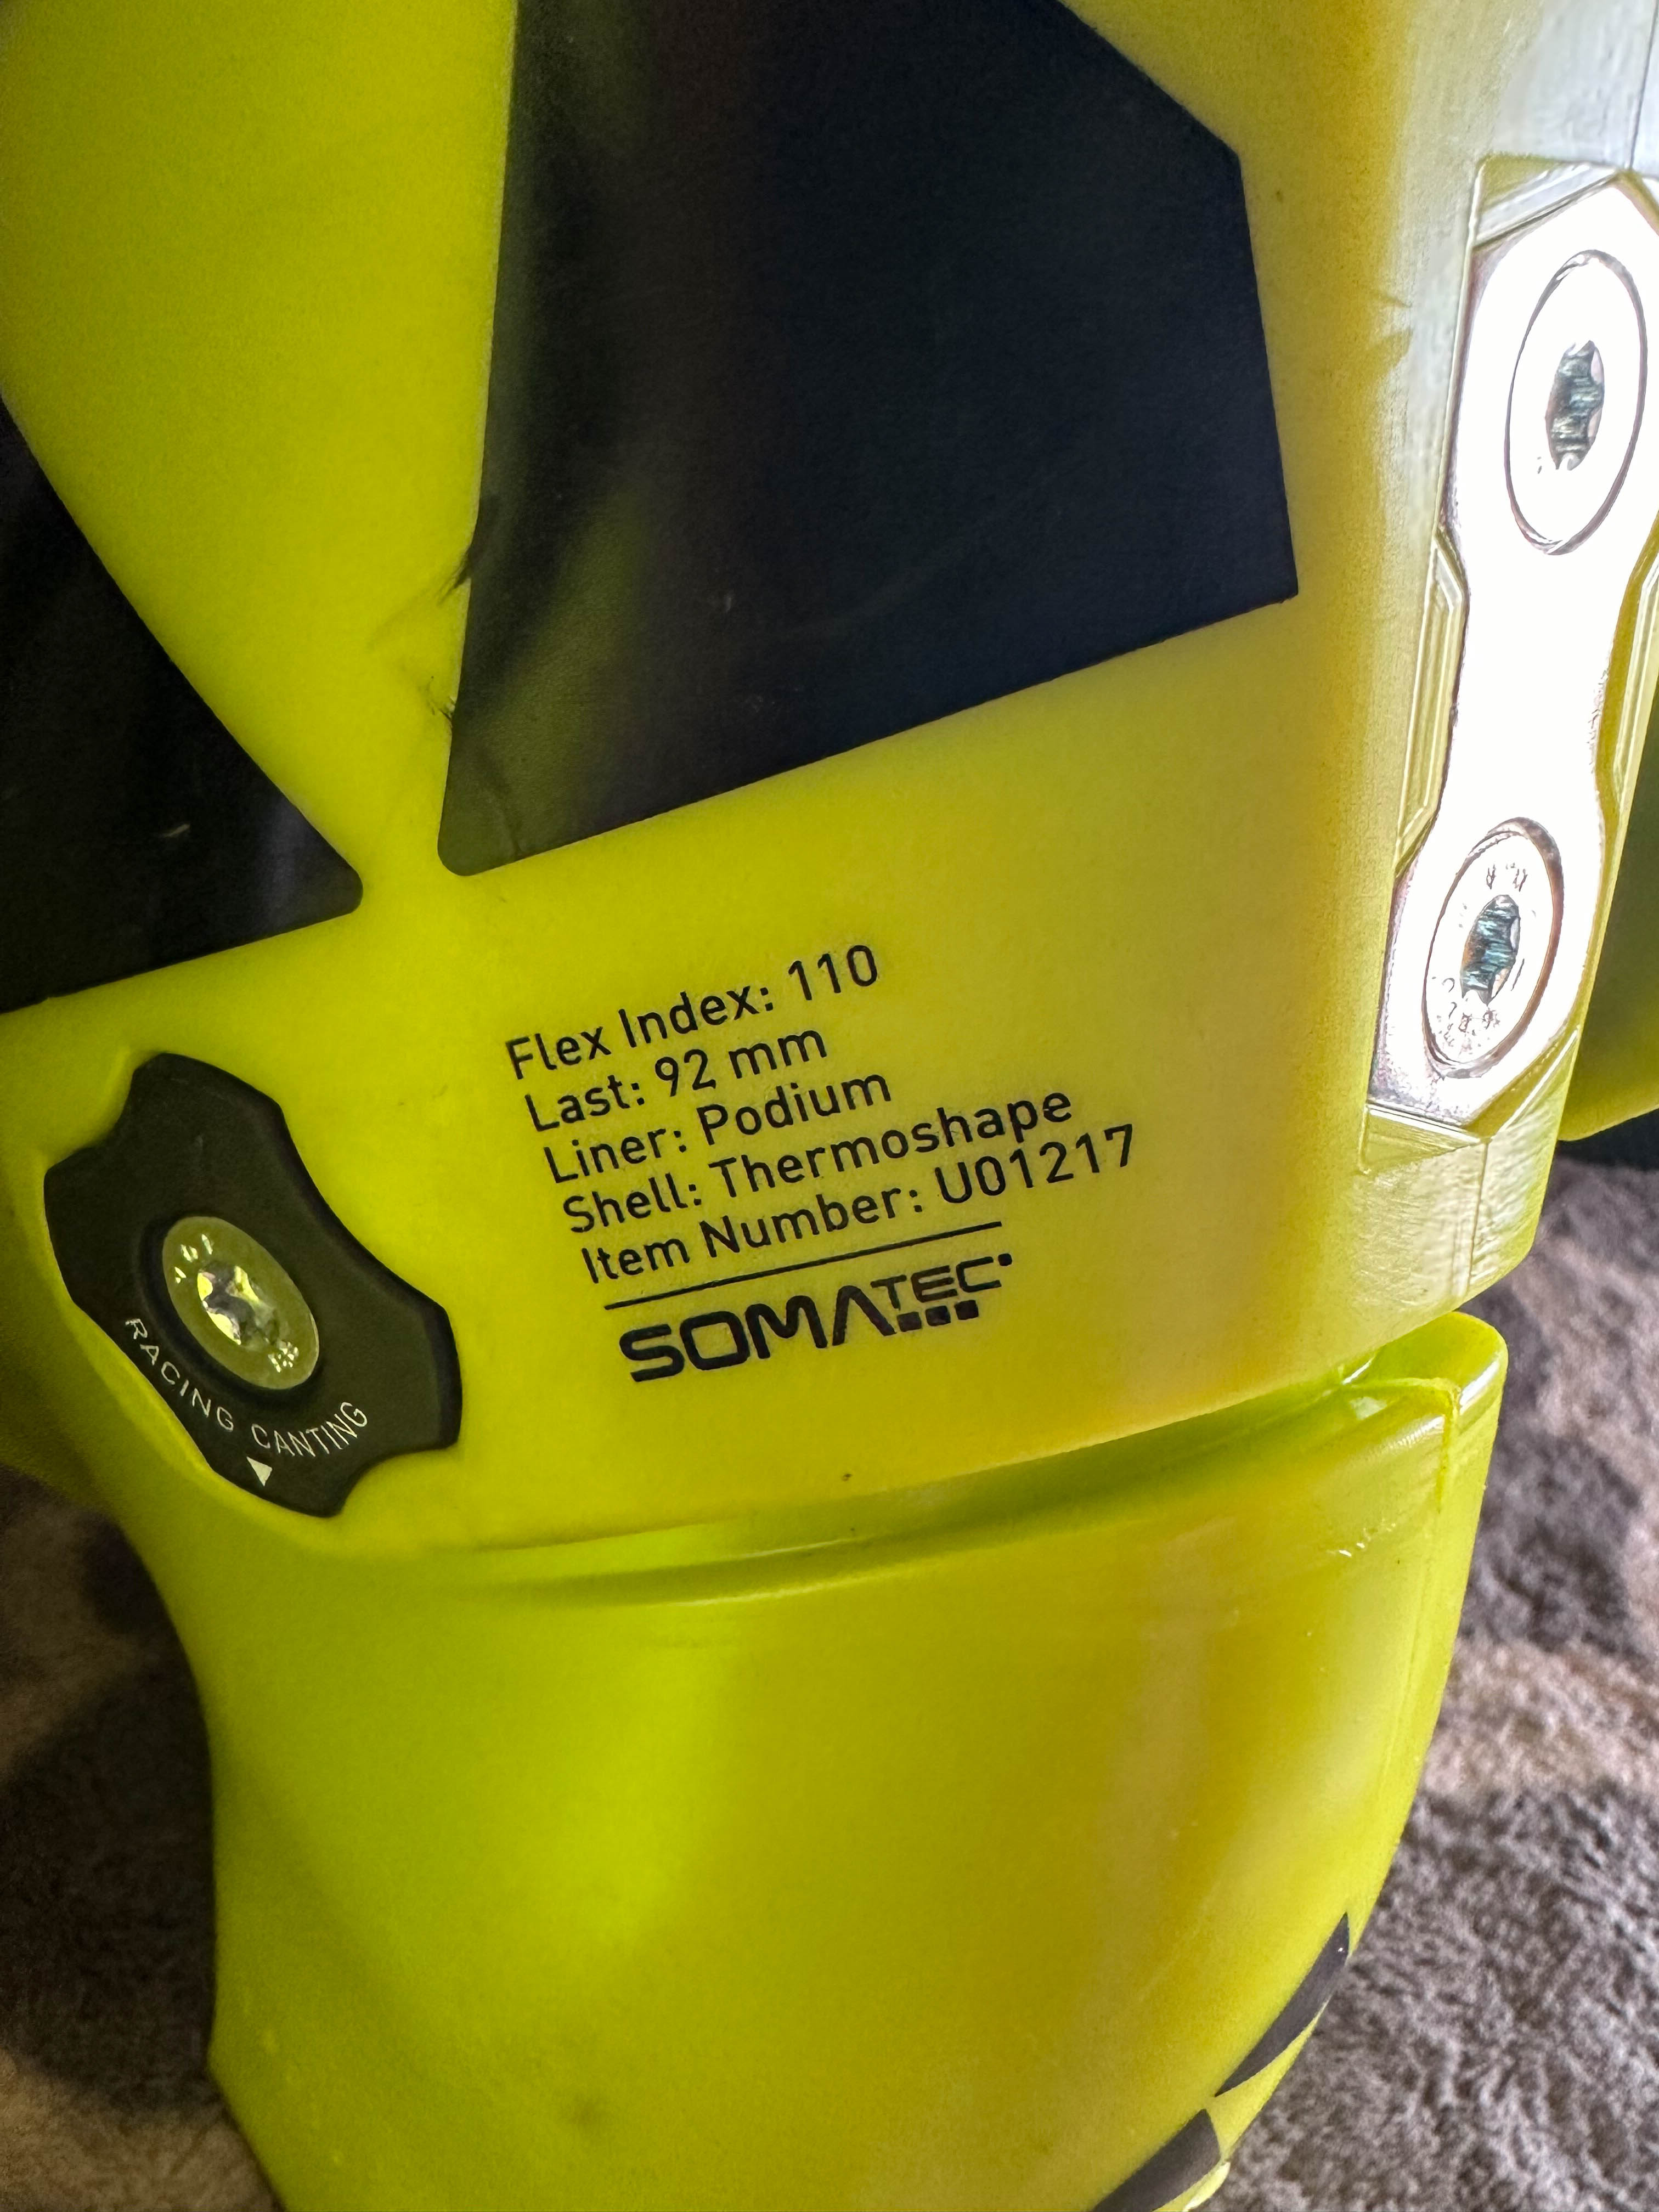 Flex Index: 110
Last: 92 mm
Liner: Podium
Shell: Thermoshape
Item Number: U01217
SOMATEC
RACING CANTING